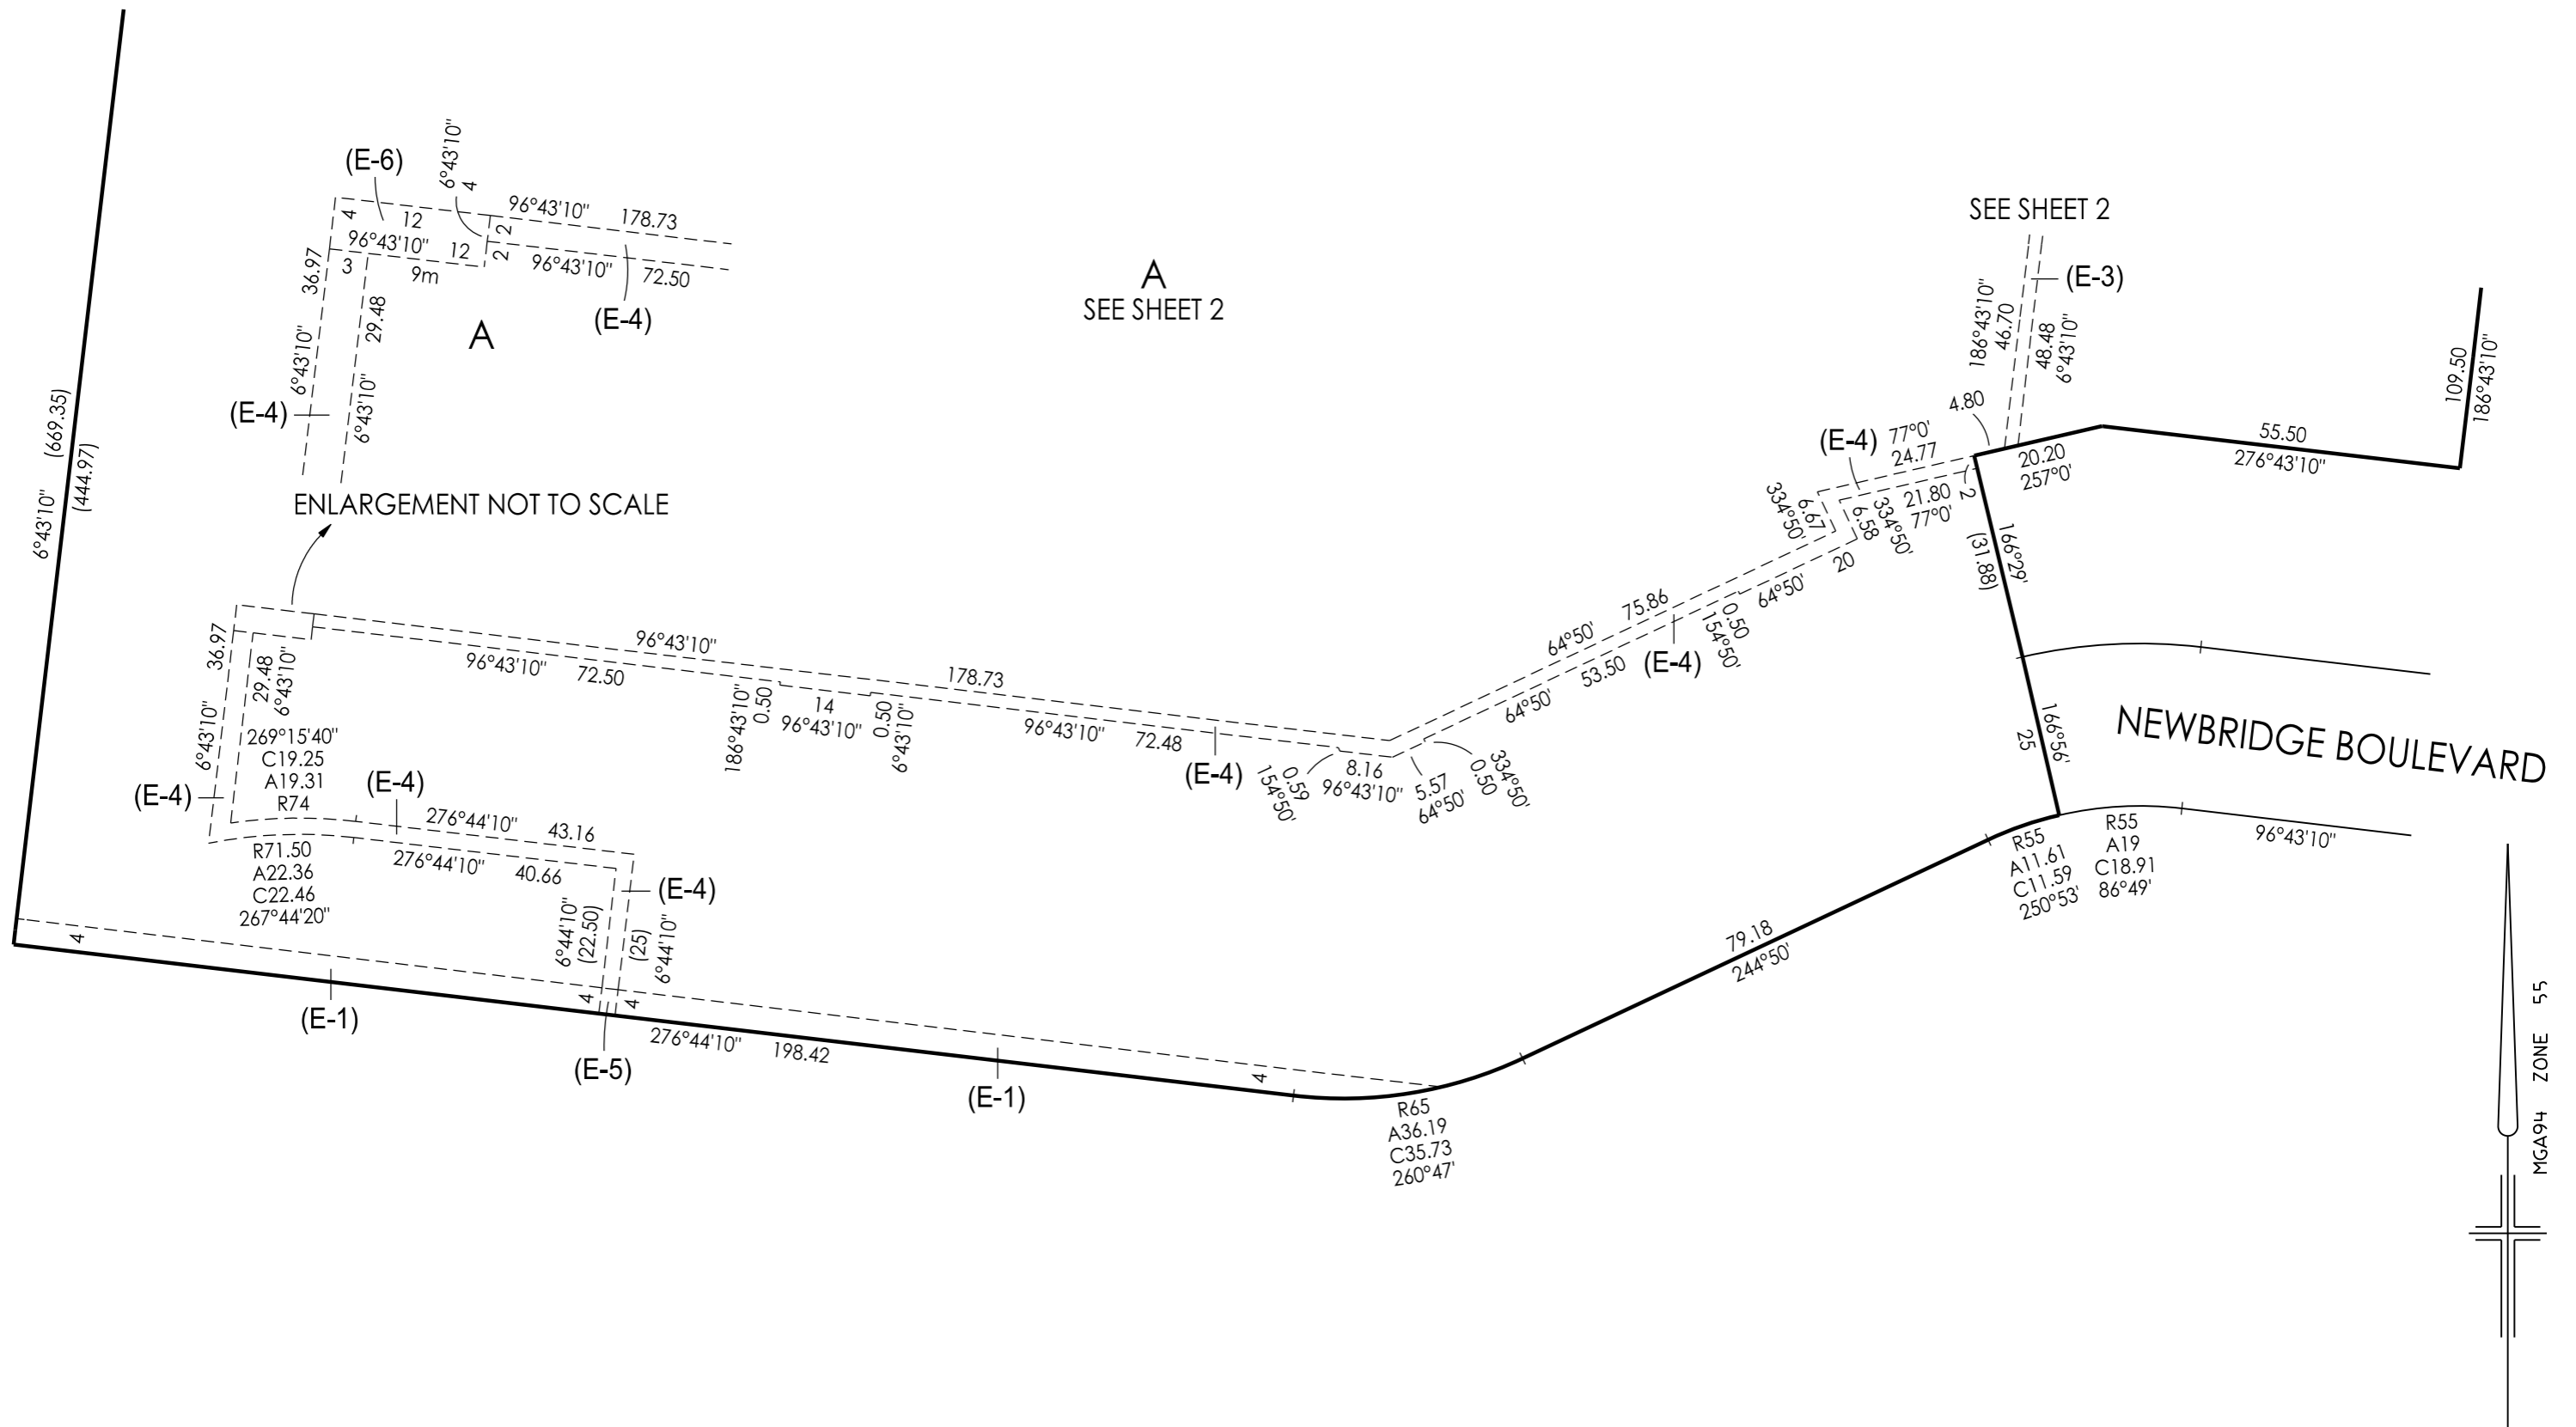 (E-6)
6°43'10"
4
96°43'10"
178.73
4
12
2
96°43'10"
12
2
96°43'10"
72.50
3
9m
36.97
(E-4)
29.48
6°43'10"
A
(E-4)
6°43'10"
ENLARGEMENT NOT TO SCALE
A
SEE SHEET 2
SEE SHEET 2
(E-3)
186°43'10"
46.70
48.48
6°43'10"
4.80
109.50
186°43'10"
55.50
276°43'10"
20.20
257°0'
(E-4)
77°0'
24.77
21.80
77°0'
2
6.67
334°50'
6.58
334°50'
20
64°50'
166°29'
(31.88)
(669.35)
6°43'10"
(444.97)
36.97
6°43'10"
29.48
6°43'10"
96°43'10"
178.73
96°43'10"
72.50
186°43'10"
0.50
14
96°43'10"
0.50
6°43'10"
96°43'10"
72.48
(E-4)
0.59
154°50'
8.16
96°43'10"
5.57
64°50'
0.50
334°50'
64°50'
75.86
64°50'
53.50
(E-4)
0.50
154°50'
166°56'
25
NEWBRIDGE BOULEVARD
269°15'40"
C19.25
A19.31
R74
(E-4)
(E-4)
276°44'10"
43.16
276°44'10"
40.66
R71.50
A22.36
C22.46
267°44'20"
(E-4)
6°44'10"
(22.50)
(25)
6°44'10"
4
4
4
4
(E-1)
(E-5)
276°44'10"
198.42
(E-1)
R65
A36.19
C35.73
260°47'
79.18
244°50'
R55
A11.61
C11.59
250°53'
R55
A19
C18.91
86°49'
96°43'10"
MGA94 ZONE 55